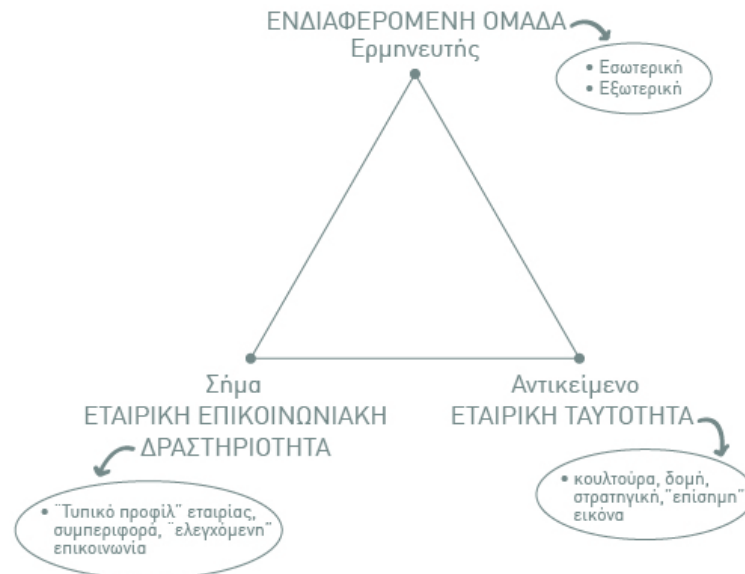 ΕΝΔΙΑΦΕΡΟΜΕΝΗ ΟΜΑΔΑ
Ερμηνευτής
• Εσωτερική
• Εξωτερική
Σήμα
ΕΤΑΙΡΙΚΗ ΕΠΙΚΟΙΝΩΝΙΑΚΗ
ΔΡΑΣΤΗΡΙΟΤΗΤΑ
• "Τυπικό προφίλ" εταιρίας,
συμπεριφορά, "ελεγχόμενη"
επικοινωνία
Αντικείμενο
ΕΤΑΙΡΙΚΗ ΤΑΥΤΟΤΗΤΑ
• κουλτούρα, δομή,
στρατηγική, "επίσημη"
εικόνα